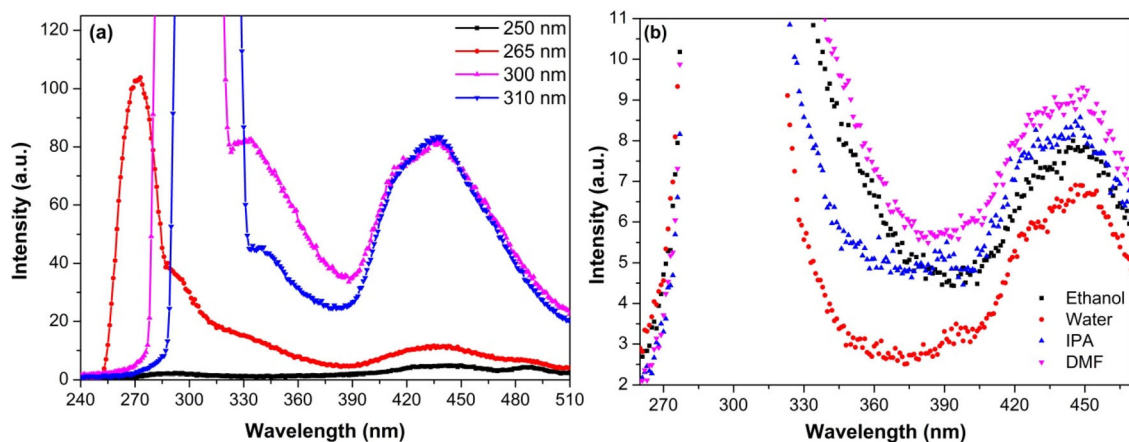 (a)
250 nm
265 nm
300 nm
310 nm
Intensity (a.u.)
120
100
80
60
40
20
0
240 270 300 330 360 390 420 450 480 510
Wavelength (nm)
(b)
Intensity (a.u.)
11
10
9
8
7
6
5
4
3
2
Ethanol
Water
IPA
DMF
270 300 330 360 390 420 450
Wavelength (nm)